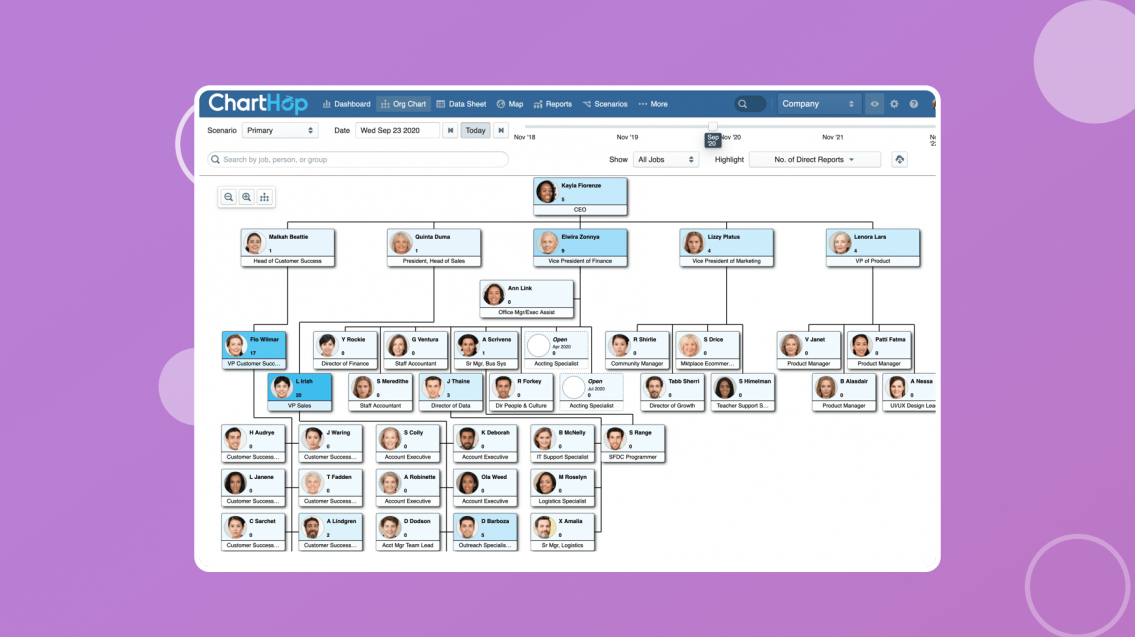 ChartHop Dashboard Org Chart Data Sheet Map Reports Scenarios More Company
Scenario Primary Date Wed Sep 23 2020 Today
Nov '18 Nov '19 Sep '20 Nov '20 Nov '21
Search by job, person, or group Show All Jobs Highlight No. of Direct Reports
Kayla Fiorenze
5
CEO
Malkah Beattie
1
Head of Customer Success
Quinta Duma
1
President, Head of Sales
Elwira Zonnya
9
Vice President of Finance
Lizzy Platus
4
Vice President of Marketing
Lenora Lars
4
VP of Product
Ann Link
0
Office Mgr/Exec Assist
Flo Wilmar
17
VP Customer Succ...
Y Rockie
0
Director of Finance
G Ventura
0
Staff Accountant
A Scrivens
1
Sr Mgr, Bus Sys
Open
Apr 2020
0
Accting Specialist
R Shirlie
0
Community Manager
S Drice
0
Mktplace Ecommer...
V Janet
0
Product Manager
Patti Fatma
0
Product Manager
L Irish
20
VP Sales
S Meredithe
0
Staff Accountant
J Thaine
3
Director of Data
R Forkey
0
Dir People & Culture
Open
Jul 2020
0
Accting Specialist
Tabb Sherri
0
Director of Growth
S Himelman
0
Teacher Support S...
B Alasdair
0
Product Manager
A Nessa
0
UI/UX Design Lea
H Audrye
0
Customer Success...
J Waring
0
Customer Success...
S Colly
0
Account Executive
K Deborah
0
Account Executive
B McNelly
0
IT Support Specialist
S Range
0
SFDC Programmer
L Janene
0
Customer Success...
T Fadden
0
Customer Success...
A Robinette
0
Account Executive
Ola Weed
0
Account Executive
M Roselyn
0
Logistics Specialist
C Sarchet
0
Customer Success...
A Lindgren
2
Customer Success...
D Dodson
0
Acct Mgr Team Lead
D Barboza
5
Outreach Specialis...
X Amalia
0
Sr Mgr, Logistics